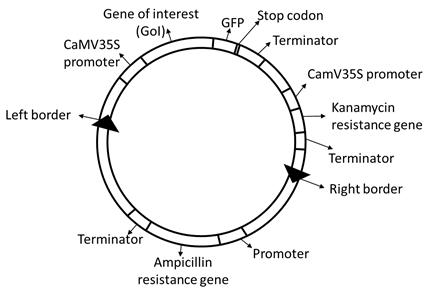 Gene of interest
(GoI)
GFP
Stop codon
Terminator
CaMV35S
promoter
CamV35S promoter
Kanamycin
resistance gene
Left border
Terminator
Right border
Terminator
Ampicillin
resistance gene
Promoter